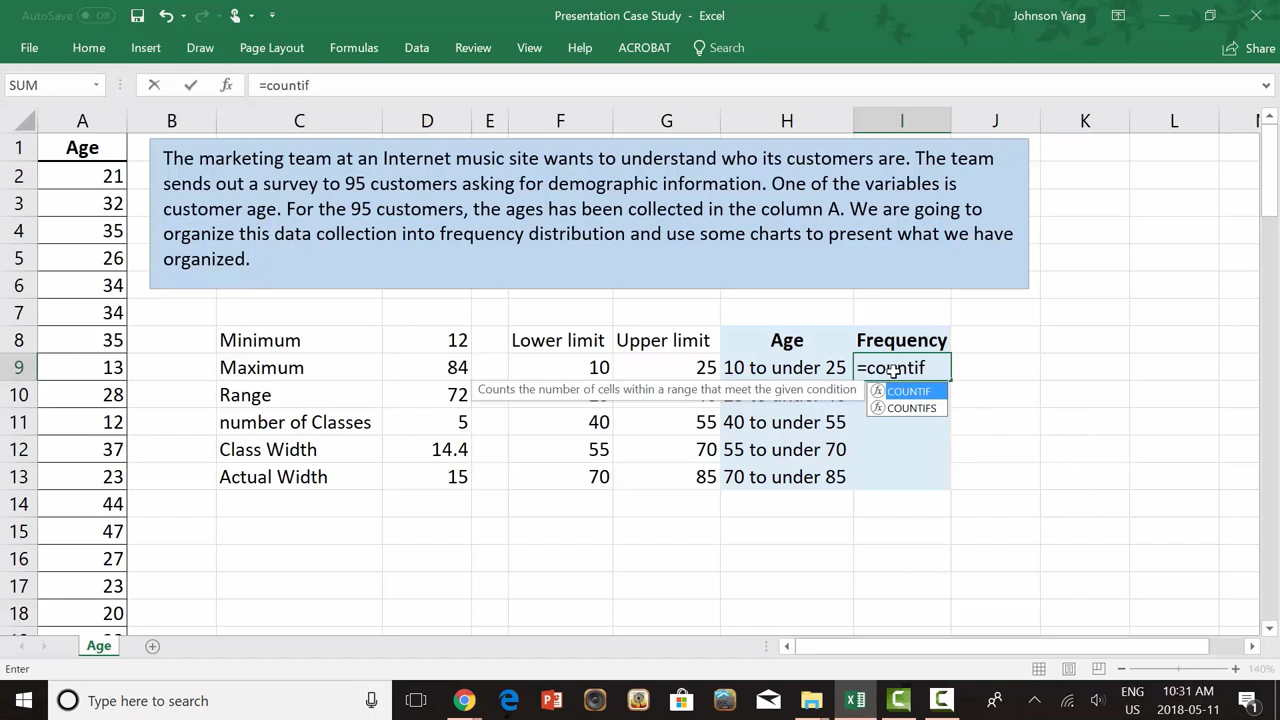 AutoSave Off
Presentation Case Study - Excel
Johnson Yang
File Home Insert Draw Page Layout Formulas Data Review View Help ACROBAT Search Share
SUM =countif
A B C D E F G H I J K L
1 Age
The marketing team at an Internet music site wants to understand who its customers are. The team
sends out a survey to 95 customers asking for demographic information. One of the variables is
customer age. For the 95 customers, the ages has been collected in the column A. We are going to
organize this data collection into frequency distribution and use some charts to present what we have
organized.
2 21
3 32
4 35
5 26
6 34
7 34
8 35 Minimum 12 Lower limit Upper limit Age Frequency
9 13 Maximum 84 10 25 10 to under 25 =countif
Counts the number of cells within a range that meet the given condition
COUNTIF
COUNTIFS
10 28 Range 72
11 12 number of Classes 5 40 55 40 to under 55
12 37 Class Width 14.4 55 70 55 to under 70
13 23 Actual Width 15 70 85 70 to under 85
14 44
15 47
16 27
17 23
18 20
Age
Enter
140%
Type here to search
ENG
US
10:31 AM
2018-05-11
1